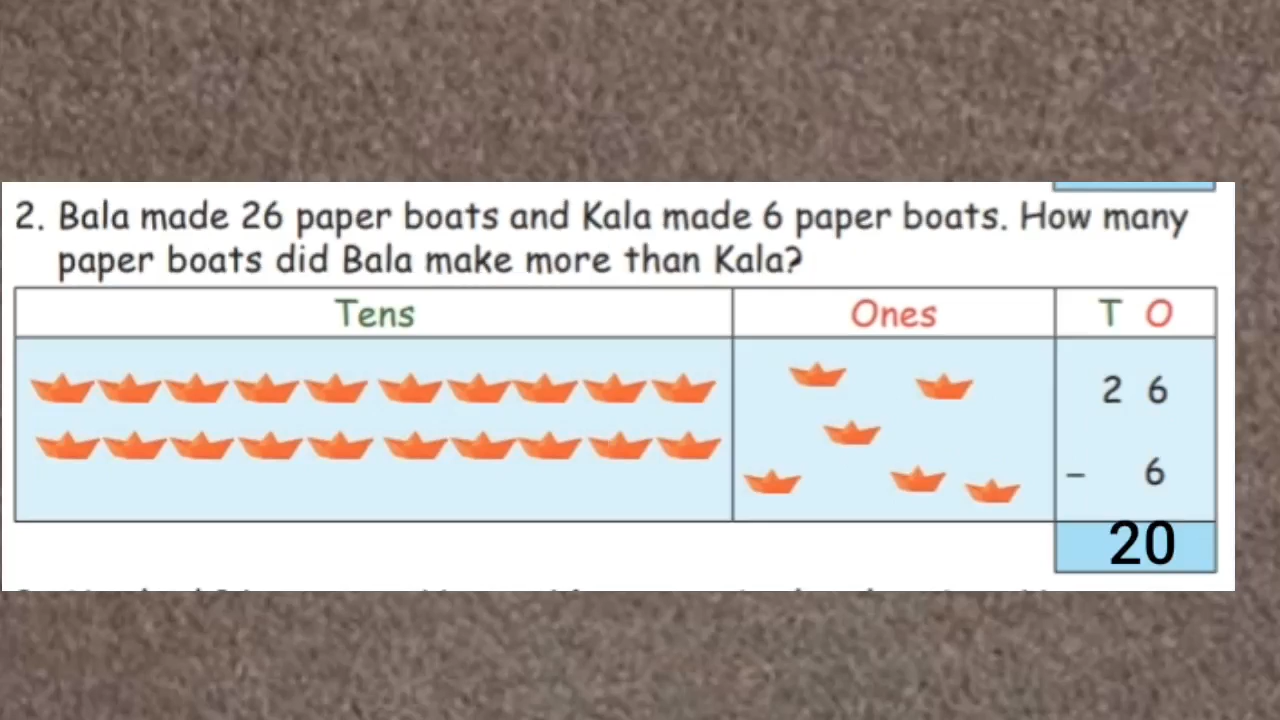 2. Bala made 26 paper boats and Kala made 6 paper boats. How many
paper boats did Bala make more than Kala?
Tens Ones T O
2 6
– 6
20